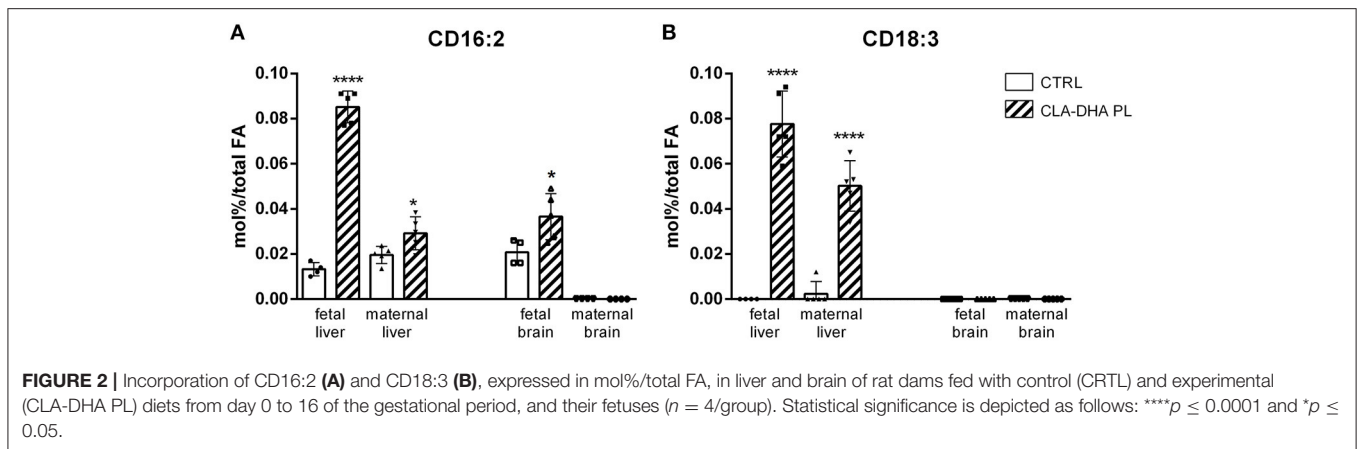 A
CD16:2
mol%/total FA
0.10
0.08
0.06
0.04
0.02
0.00
****
*
*
fetal
liver
maternal
liver
fetal
brain
maternal
brain
B
CD18:3
mol%/total FA
0.10
0.08
0.06
0.04
0.02
0.00
****
****
fetal
liver
maternal
liver
fetal
brain
maternal
brain
CTRL
CLA-DHA PL
FIGURE 2 | Incorporation of CD16:2 (A) and CD18:3 (B), expressed in mol%/total FA, in liver and brain of rat dams fed with control (CRTL) and experimental
(CLA-DHA PL) diets from day 0 to 16 of the gestational period, and their fetuses (n = 4/group). Statistical significance is depicted as follows: ****p ≤ 0.0001 and *p ≤
0.05.